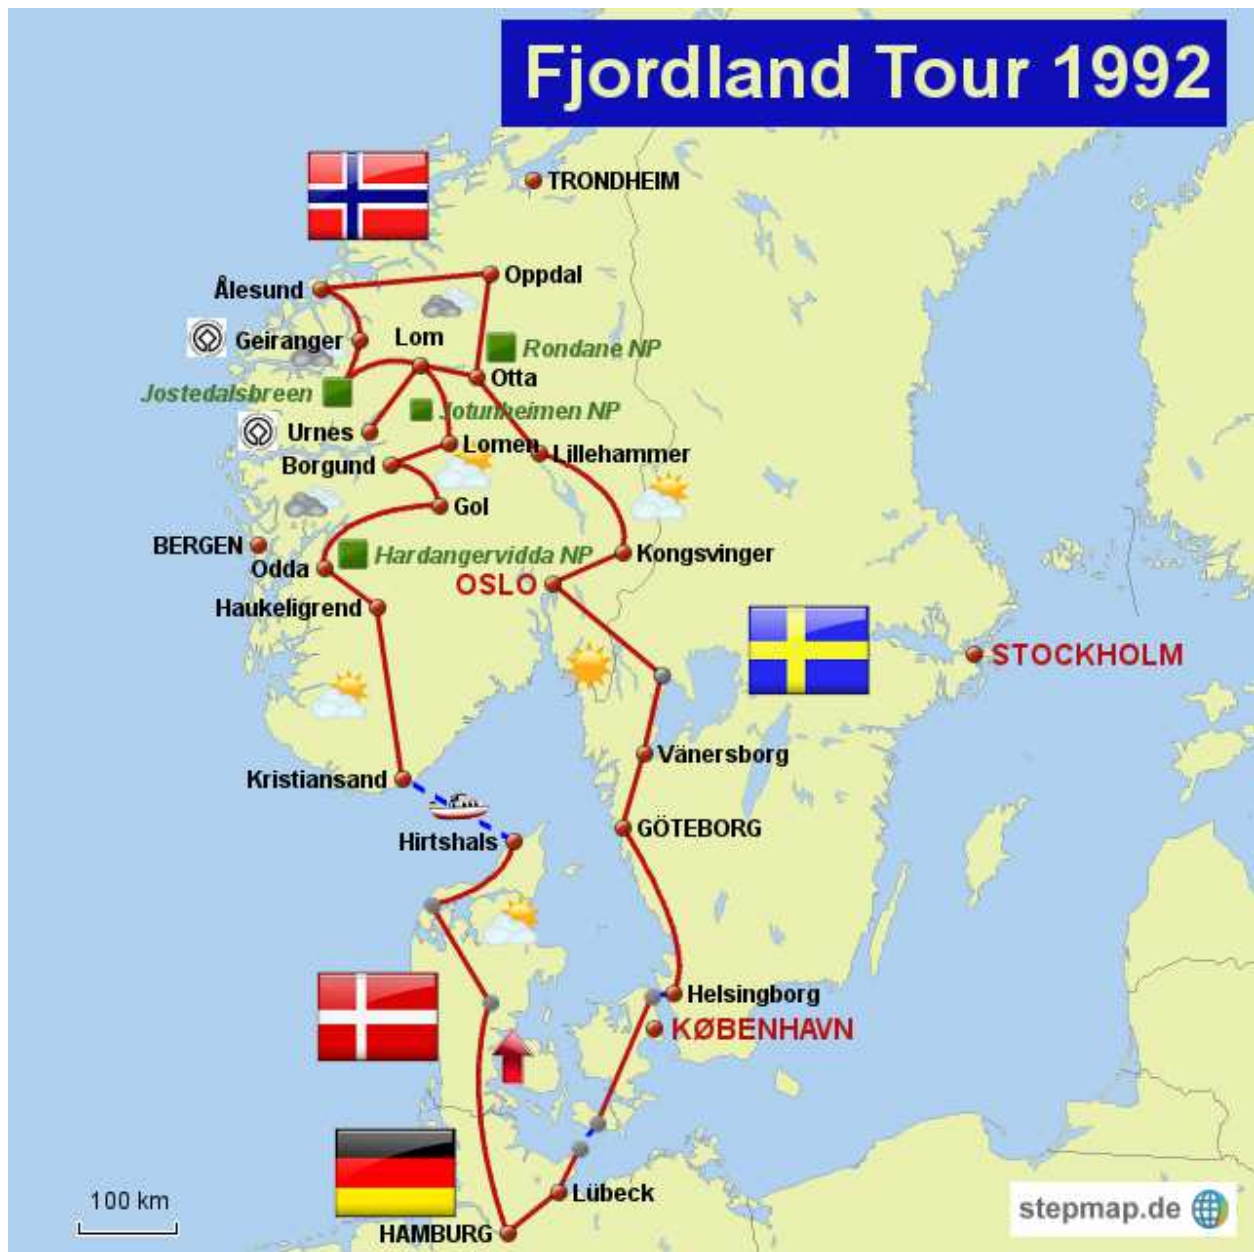 Fjordland Tour 1992
TRONDHEIM
Oppdal
Ålesund
Geiranger
Lom
Rondane NP
Otta
Jostedalsbreen
Jotunheimen NP
Urnes
Lomen
Lillehammer
Borgund
Gol
BERGEN
Hardangervidda NP
Kongsvinger
Odda
OSLO
Haukeligrend
STOCKHOLM
Vänersborg
Kristiansand
GÖTEBORG
Hirtshals
Helsingborg
KØBENHAVN
Lübeck
100 km
stepmap.de
HAMBURG